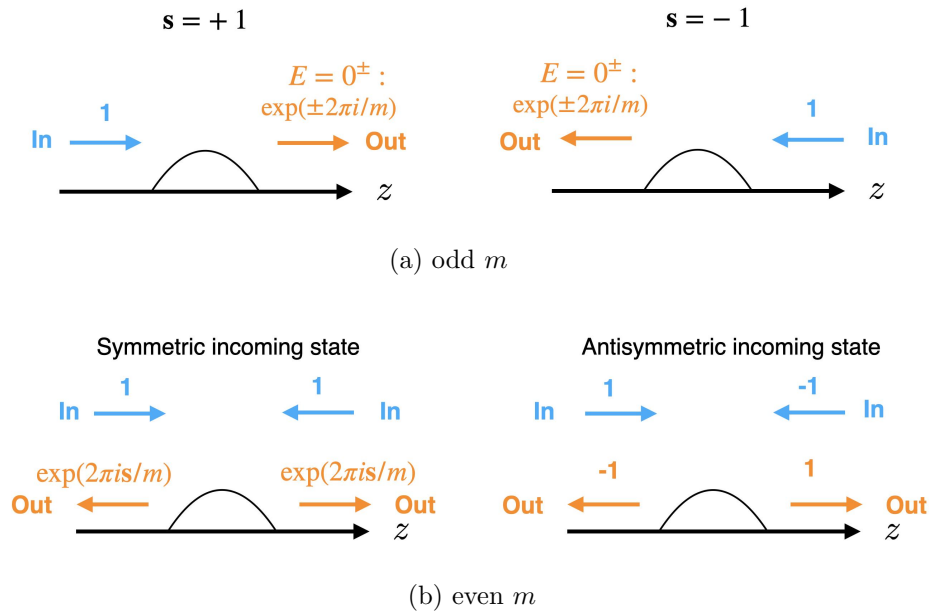 s = + 1
s = − 1
E = 0± :
exp(±2πi/m)
1
In
Out
z
E = 0± :
exp(±2πi/m)
1
Out
In
z
(a) odd m
Symmetric incoming state
Antisymmetric incoming state
1
1
In
In
exp(2πis/m)
exp(2πis/m)
Out
Out
z
1
-1
In
In
-1
1
Out
Out
z
(b) even m